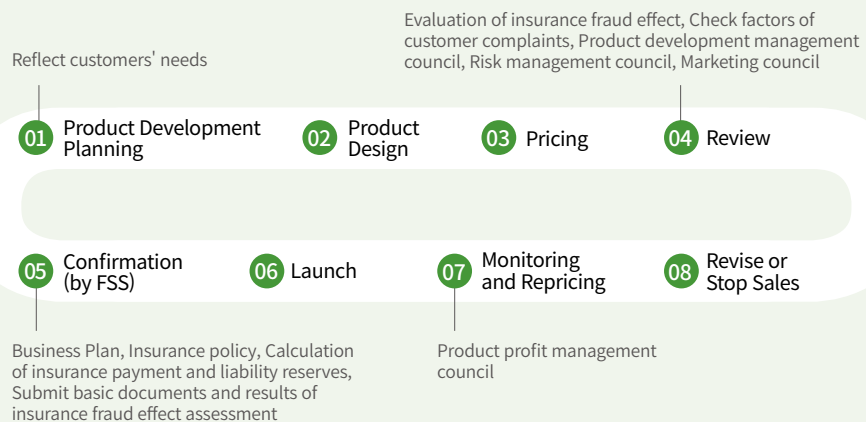 Evaluation of insurance fraud effect, Check factors of
customer complaints, Product development management
council, Risk management council, Marketing council
Reflect customers' needs
01 Product Development
Planning
02 Product
Design
03 Pricing
04 Review
05 Confirmation
(by FSS)
06 Launch
07 Monitoring
and Repricing
08 Revise or
Stop Sales
Business Plan, Insurance policy, Calculation
of insurance payment and liability reserves,
Submit basic documents and results of
insurance fraud effect assessment
Product profit management
council